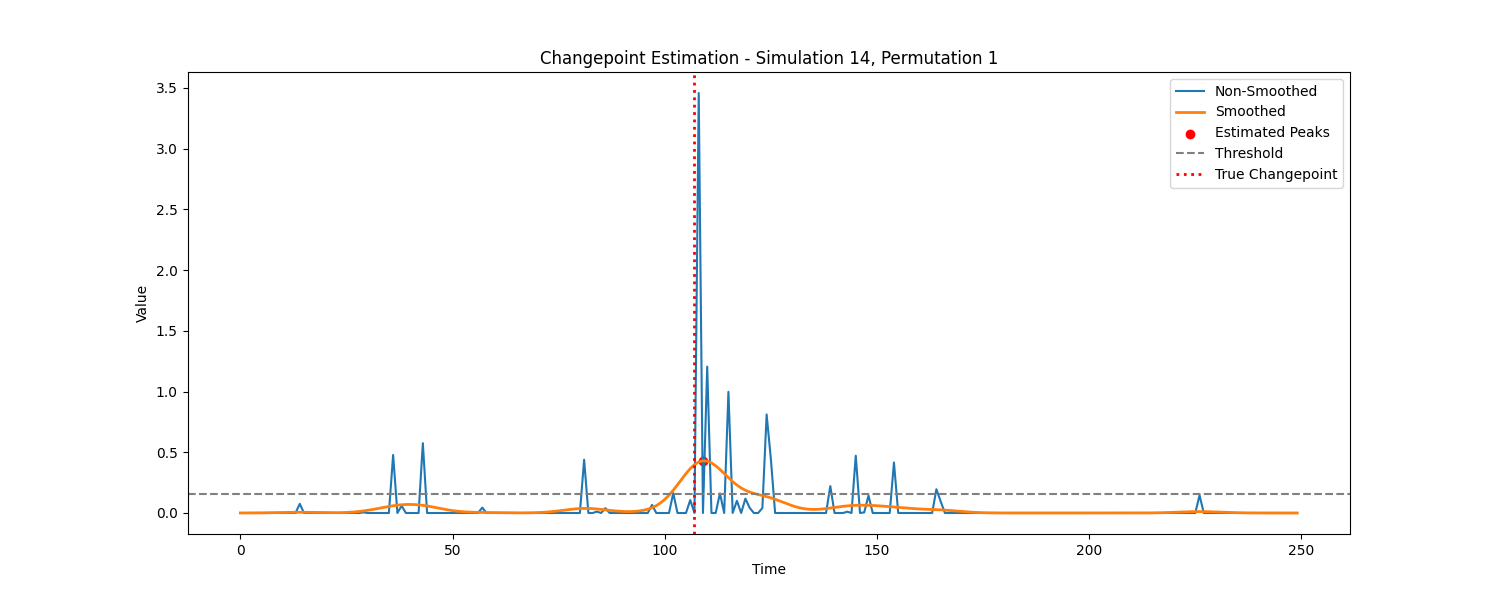 Changepoint Estimation - Simulation 14, Permutation 1
Non-Smoothed
Smoothed
Estimated Peaks
Threshold
True Changepoint
3.5
3.0
2.5
2.0
1.5
1.0
0.5
0.0
Value
0
50
100
150
200
250
Time